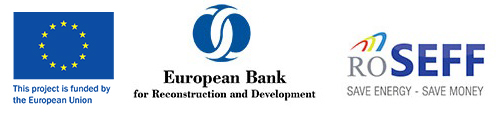 This project is funded by
the European Union
European Bank
for Reconstruction and Development
ROSEFF
SAVE ENERGY - SAVE MONEY